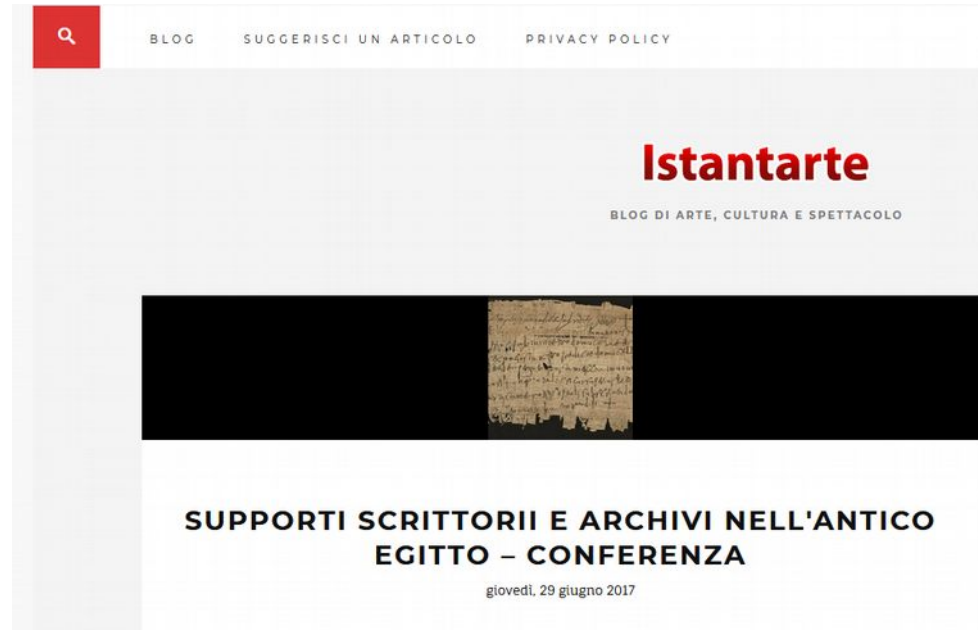 BLOG SUGGERISCI UN ARTICOLO PRIVACY POLICY
Istantarte
BLOG DI ARTE, CULTURA E SPETTACOLO
SUPPORTI SCRITTORII E ARCHIVI NELL'ANTICO
EGITTO – CONFERENZA
giovedì, 29 giugno 2017